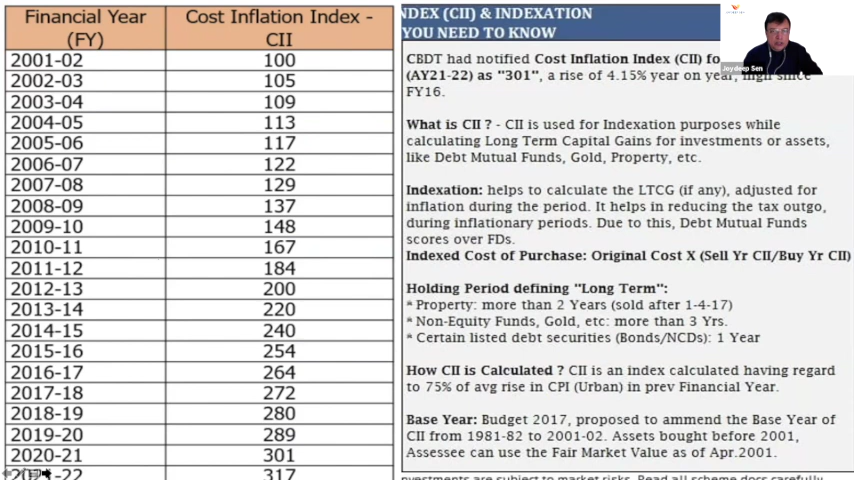 Financial Year
(FY)
Cost Inflation Index -
CII
2001-02 100
2002-03 105
2003-04 109
2004-05 113
2005-06 117
2006-07 122
2007-08 129
2008-09 137
2009-10 148
2010-11 167
2011-12 184
2012-13 200
2013-14 220
2014-15 240
2015-16 254
2016-17 264
2017-18 272
2018-19 280
2019-20 289
2020-21 301
22 317
NDEX (CII) & INDEXATION
YOU NEED TO KNOW
Joydeep Sen
CBDT had notified Cost Inflation Index (CII) fo
(AY21-22) as "301", a rise of 4.15% year on year, high since
FY16.
What is CII ? - CII is used for Indexation purposes while
calculating Long Term Capital Gains for investments or assets,
like Debt Mutual Funds, Gold, Property, etc.
Indexation: helps to calculate the LTCG (if any), adjusted for
inflation during the period. It helps in reducing the tax outgo,
during inflationary periods. Due to this, Debt Mutual Funds
scores over FDs.
Indexed Cost of Purchase: Original Cost X (Sell Yr CII/Buy Yr CII)
Holding Period defining "Long Term":
* Property: more than 2 Years (sold after 1-4-17)
* Non-Equity Funds, Gold, etc: more than 3 Yrs.
* Certain listed debt securities (Bonds/NCDs): 1 Year
How CII is Calculated ? CII is an index calculated having regard
to 75% of avg rise in CPI (Urban) in prev Financial Year.
Base Year: Budget 2017, proposed to ammend the Base Year of
CII from 1981-82 to 2001-02. Assets bought before 2001,
Assessee can use the Fair Market Value as of Apr.2001.
nvestments are subject to market risks. Read all scheme docs carefully